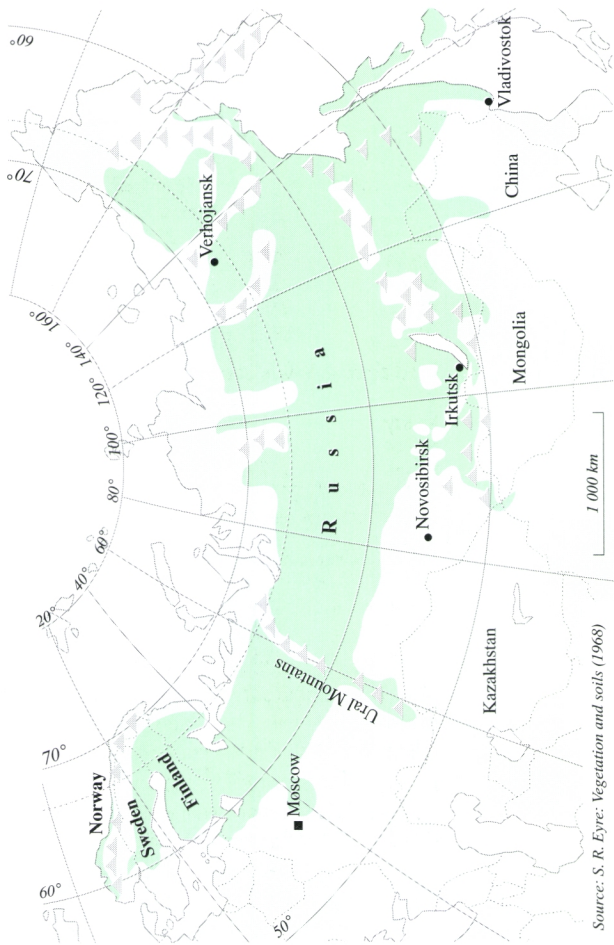 60°
70°
20°
40°
60°
80°
100°
120°
140°
160°
70°
60°
50°
Norway
Sweden
Finland
Moscow
Ural Mountains
Russia
Verhojansk
Novosibirsk
Irkutsk
Vladivostok
Kazakhstan
Mongolia
China
1 000 km
Source: S. R. Eyre: Vegetation and soils (1968)